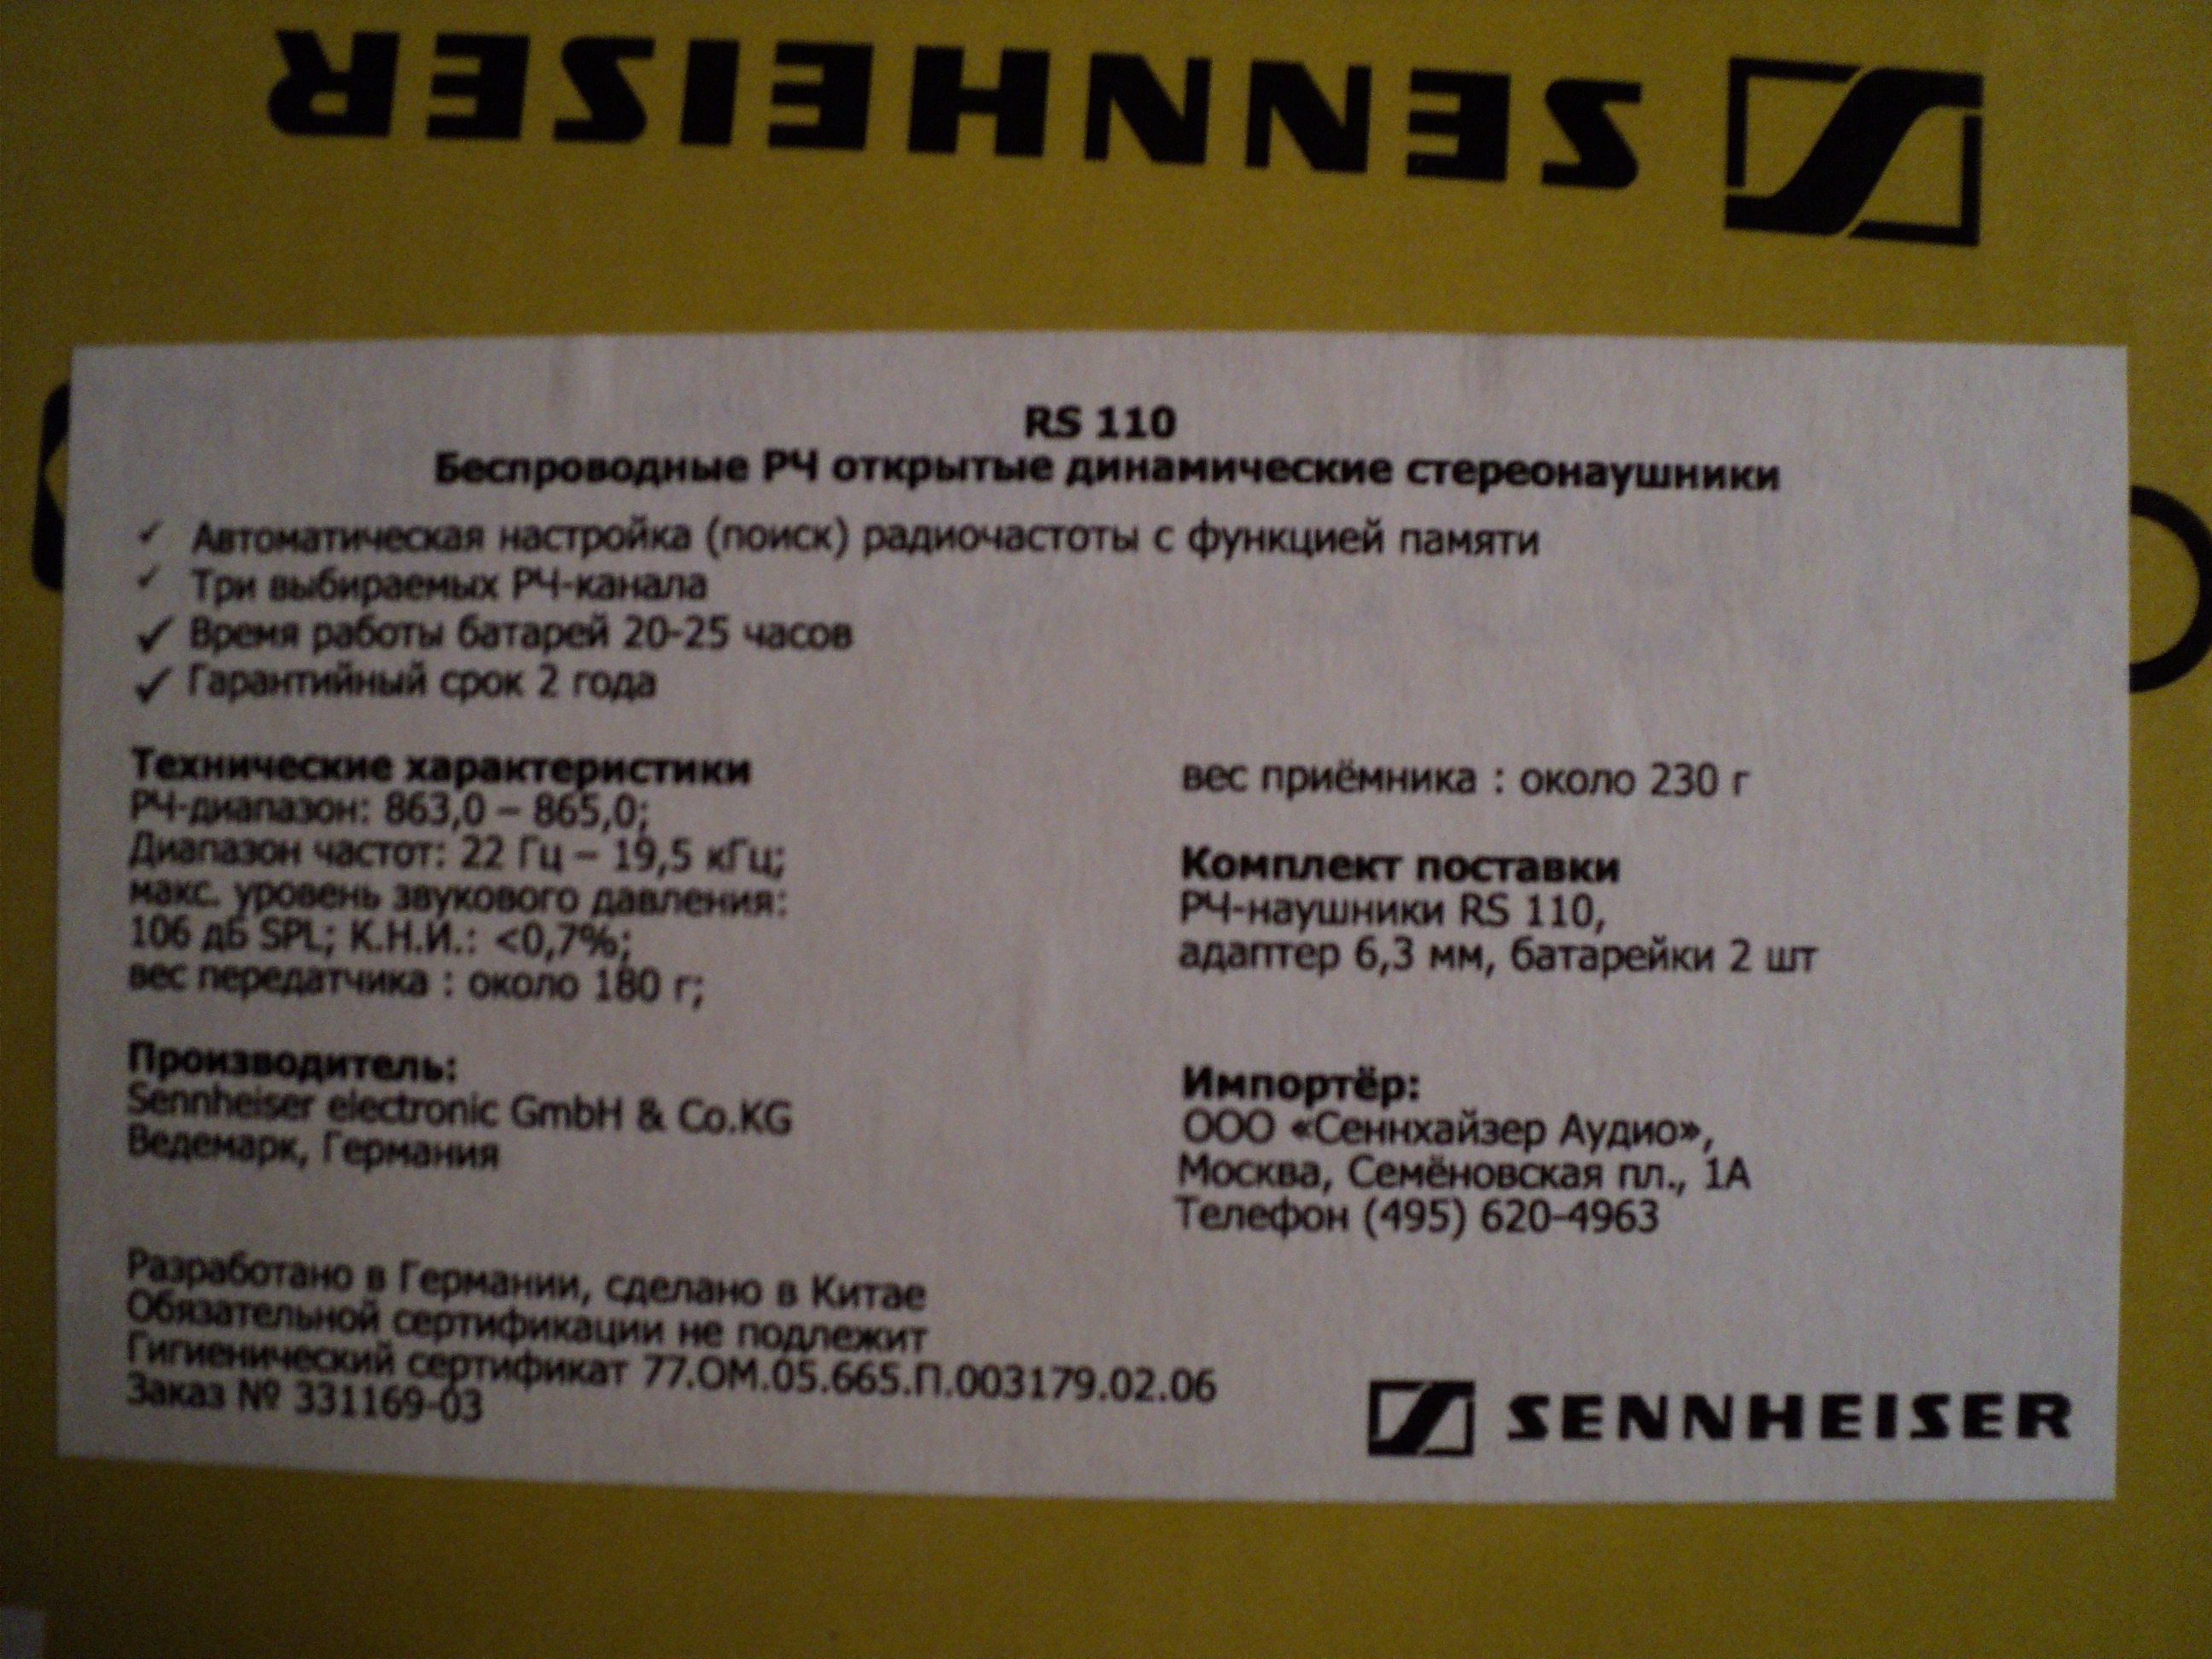 SENNHEISER
RS 110
Беспроводные РЧ открытые динамические стереонаушники
✓ Автоматическая настройка (поиск) радиочастоты с функцией памяти
✓ Три выбираемых РЧ-канала
✓ Время работы батарей 20-25 часов
✓ Гарантийный срок 2 года
Технические характеристики
РЧ-диапазон: 863,0 – 865,0;
Диапазон частот: 22 Гц – 19,5 кГц;
макс. уровень звукового давления:
106 дБ SPL; К.Н.И.: <0,7%;
вес передатчика : около 180 г;
вес приёмника : около 230 г
Комплект поставки
РЧ-наушники RS 110,
адаптер 6,3 мм, батарейки 2 шт
Производитель:
Sennheiser electronic GmbH & Co.KG
Ведемарк, Германия
Импортёр:
ООО «Сеннхайзер Аудио»,
Москва, Семёновская пл., 1А
Телефон (495) 620-4963
Разработано в Германии, сделано в Китае
Обязательной сертификации не подлежит
Гигиенический сертификат 77.ОМ.05.665.П.003179.02.06
Заказ № 331169-03
SENNHEISER